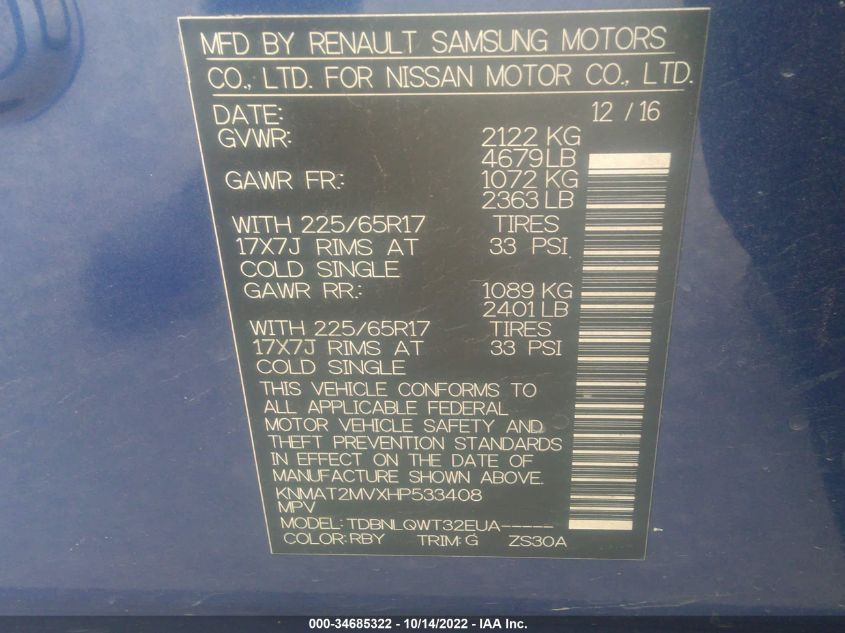 MFD BY RENAULT SAMSUNG MOTORS
CO., LTD. FOR NISSAN MOTOR CO., LTD.
DATE: 12 / 16
GVWR: 2122 KG
4679 LB
GAWR FR: 1072 KG
2363 LB
WITH 225/65R17 TIRES
17X7J RIMS AT 33 PSI
COLD SINGLE
GAWR RR: 1089 KG
2401 LB
WITH 225/65R17 TIRES
17X7J RIMS AT 33 PSI
COLD SINGLE
THIS VEHICLE CONFORMS TO
ALL APPLICABLE FEDERAL
MOTOR VEHICLE SAFETY AND
THEFT PREVENTION STANDARDS
IN EFFECT ON THE DATE OF
MANUFACTURE SHOWN ABOVE.
KNMAT2MVXHP533408
MPV
MODEL: TDBNLQWT32EUA-----
COLOR: RBY TRIM: G ZS30A
000-34685322 - 10/14/2022 - IAA Inc.